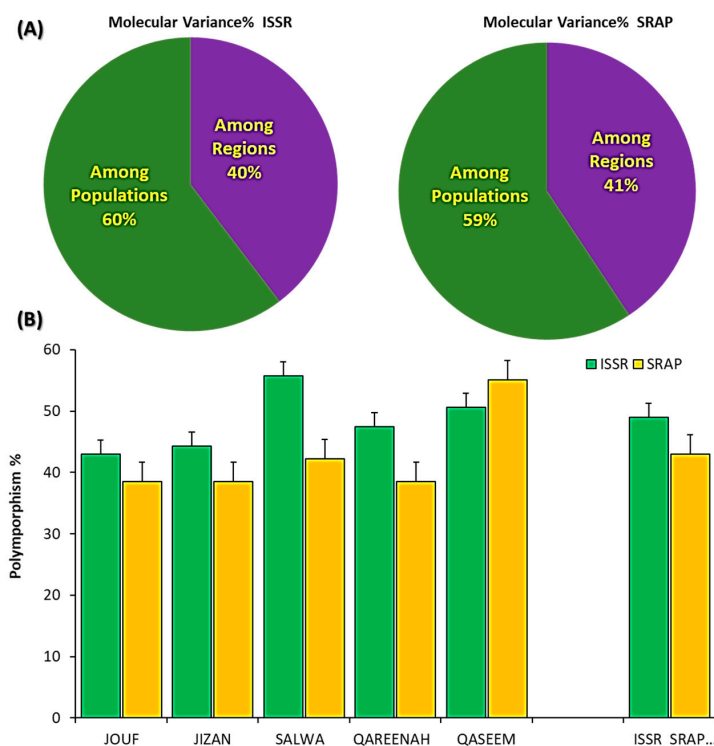 (A)
Molecular Variance% ISSR
Molecular Variance% SRAP
Among
Regions
40%
Among
Populations
60%
Among
Regions
41%
Among
Populations
59%
(B)
ISSR SRAP
Polymporphism %
60
50
40
30
20
10
0
JOUF JIZAN SALWA QAREENAH QASEEM ISSR SRAP...